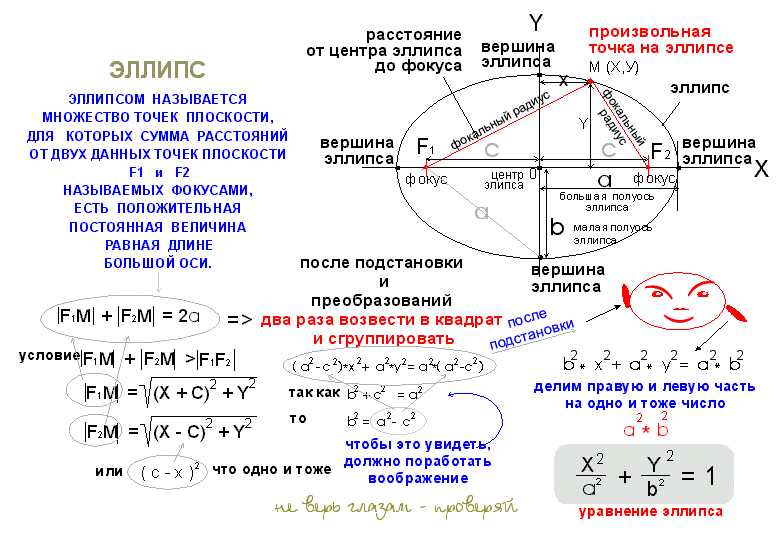 ЭЛЛИПС
ЭЛЛИПСОМ НАЗЫВАЕТСЯ
МНОЖЕСТВО ТОЧЕК ПЛОСКОСТИ,
ДЛЯ КОТОРЫХ СУММА РАССТОЯНИЙ
ОТ ДВУХ ДАННЫХ ТОЧЕК ПЛОСКОСТИ
F1 и F2
НАЗЫВАЕМЫХ ФОКУСАМИ,
ЕСТЬ ПОЛОЖИТЕЛЬНАЯ
ПОСТОЯННАЯ ВЕЛИЧИНА
РАВНАЯ ДЛИНЕ
БОЛЬШОЙ ОСИ.
расстояние
от центра эллипса
до фокуса
Y
вершина
эллипса
произвольная
точка на эллипсе
M (X,У)
x
эллипс
фокальный радиус
фокальный
радиус
Y
вершина
эллипса
F1
c
c
F2
вершина
эллипса
X
фокус
центр
элипса
0
a
фокус
большая полуось
эллипса
a
b
малая полуось
эллипса
вершина
эллипса
|F1M| + |F2M| = 2a
=>
условие
|F1M| + |F2M| >|F1F2|
|F1M| = √(X + C)² + Y²
|F2M| = √(X - C)² + Y²
или
( c - x )²
что одно и тоже
после подстановки
и
преобразований
два раза возвести в квадрат
и сгруппировать
( a²-c²)*x²+ a²*y²= a²*( a²-c²)
так как
b²+ c² = a²
то
b²= a²- c²
чтобы это увидеть,
должно поработать
воображение
после
подстановки
b²* x²+ a²* y²= a²* b²
делим правую и левую часть
на одно и тоже число
a²* b²
X²/a² + Y²/b² = 1
уравнение эллипса
не верь глазам - проверяй